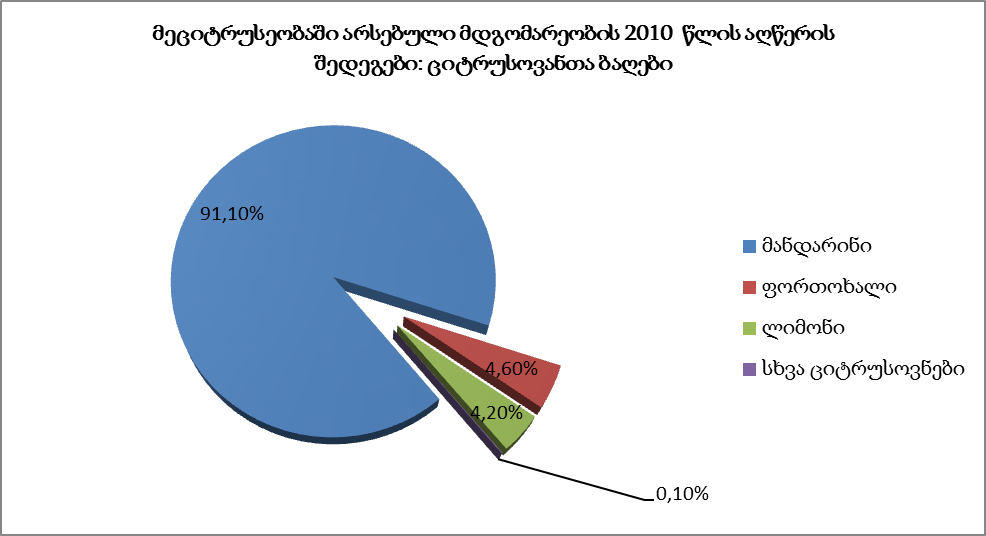 მეციტრუსეობაში არსებული მდგომარეობის 2010 წლის აღწერის
შედეგები: ციტრუსოვანთა ბაღები
91,10%
მანდარინი
ფორთოხალი
ლიმონი
სხვა ციტრუსოვნები
4,60%
4,20%
0,10%